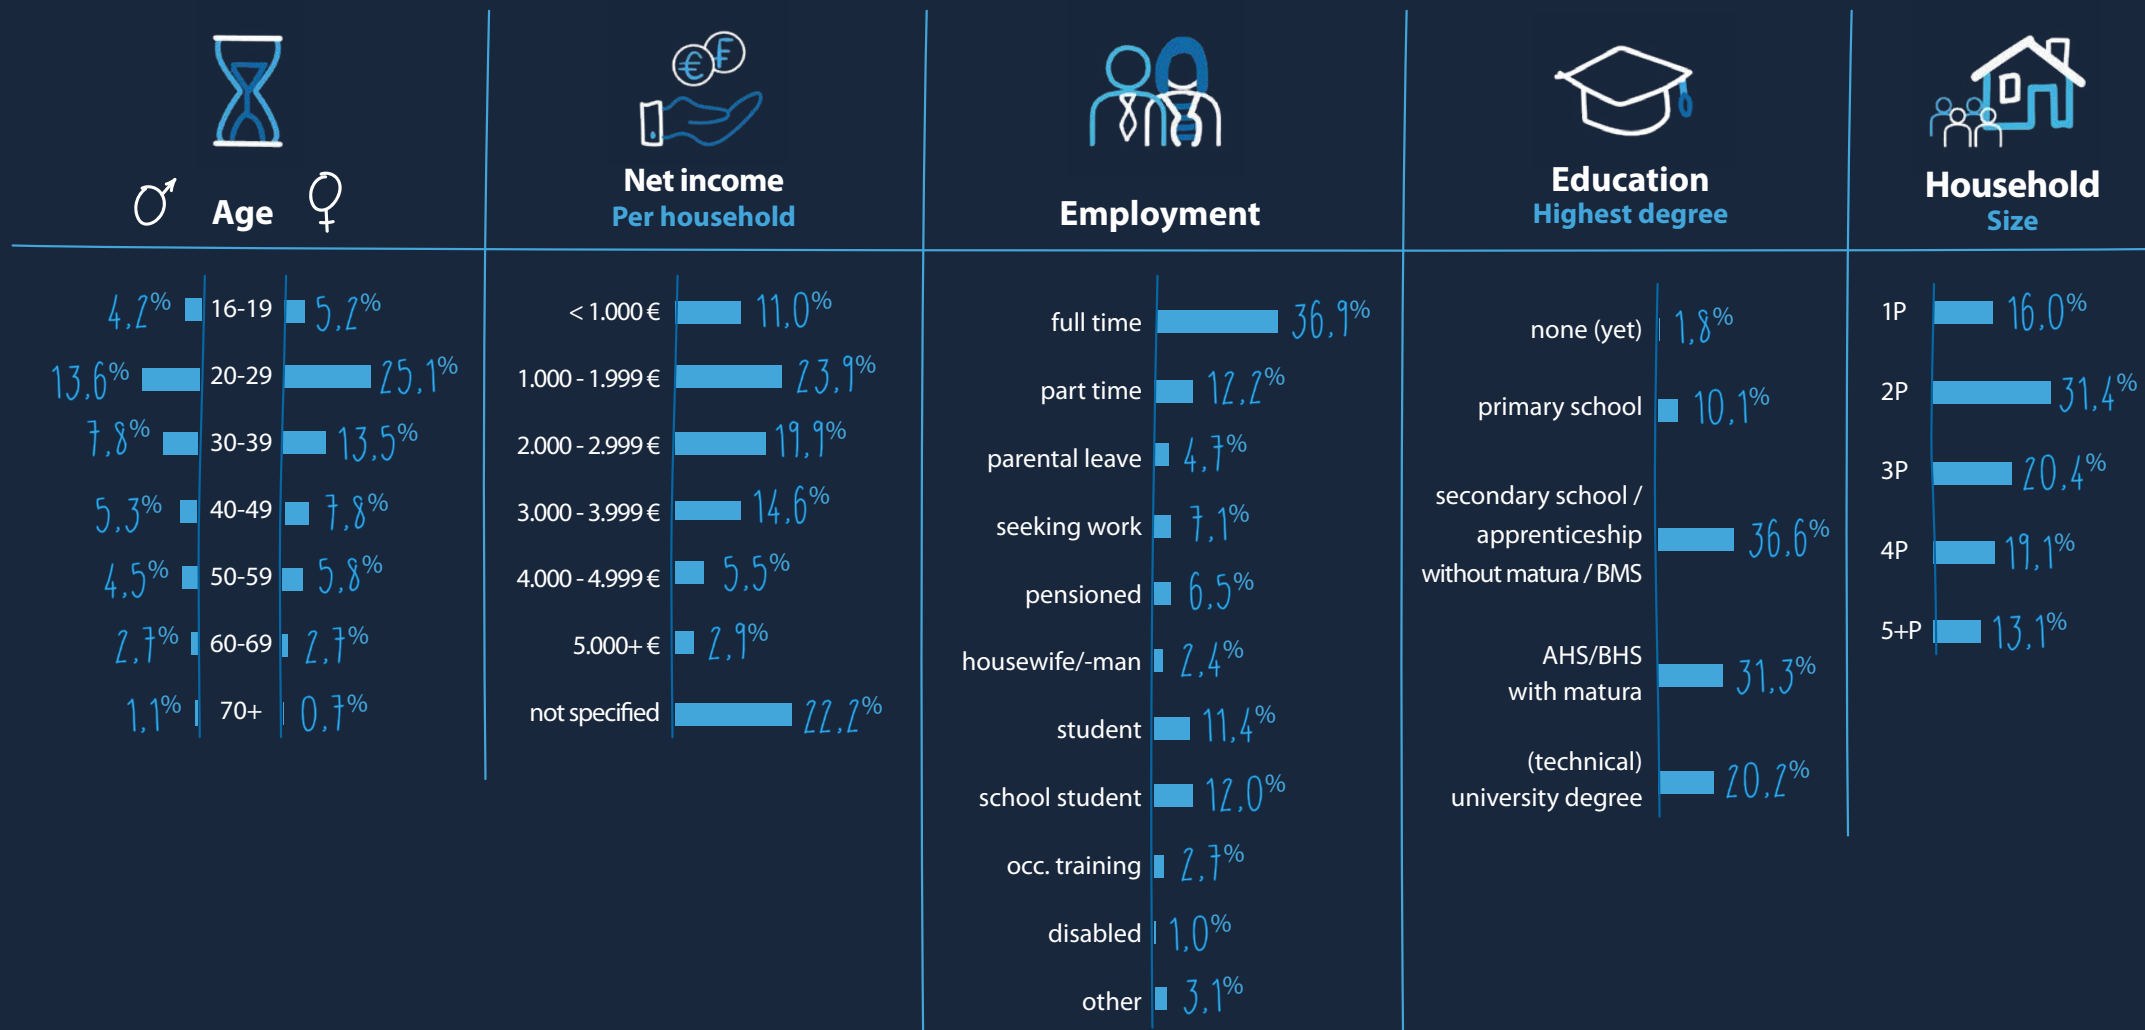 Age
4,2% 16-19 5,2%
13,6% 20-29 25,1%
7,8% 30-39 13,5%
5,3% 40-49 7,8%
4,5% 50-59 5,8%
2,7% 60-69 2,7%
1,1% 70+ 0,7%
€ F
Net income
Per household
< 1.000 € 11,0%
1.000 - 1.999 € 23,9%
2.000 - 2.999 € 19,9%
3.000 - 3.999 € 14,6%
4.000 - 4.999 € 5,5%
5.000+ € 2,9%
not specified 22,2%
Employment
full time 36,9%
part time 12,2%
parental leave 4,7%
seeking work 7,1%
pensioned 6,5%
housewife/-man 2,4%
student 11,4%
school student 12,0%
occ. training 2,7%
disabled 1,0%
other 3,1%
Education
Highest degree
none (yet) 1,8%
primary school 10,1%
secondary school /
apprenticeship 36,6%
without matura / BMS
AHS/BHS
with matura 31,3%
(technical)
university degree 20,2%
Household
Size
1P 16,0%
2P 31,4%
3P 20,4%
4P 19,1%
5+P 13,1%